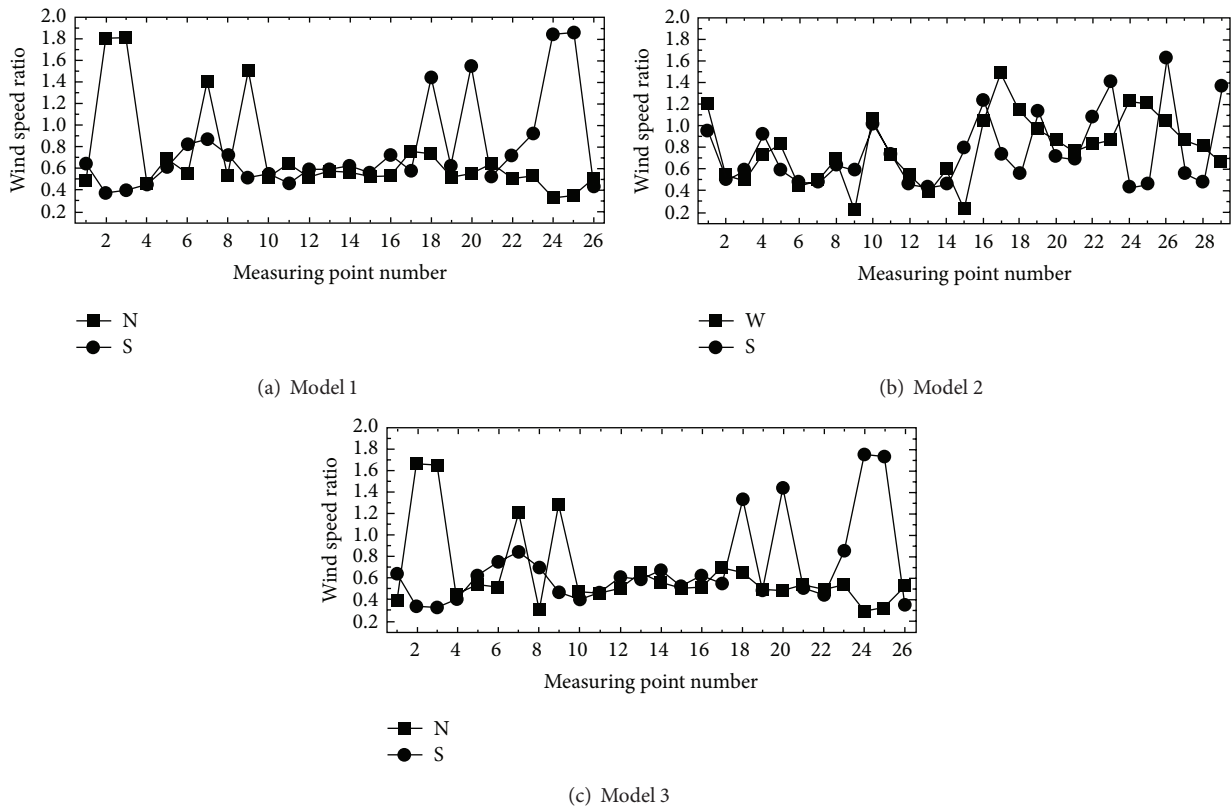 2.0
1.8
1.6
1.4
1.2
1.0
0.8
0.6
0.4
0.2
Wind speed ratio
2 4 6 8 10 12 14 16 18 20 22 24 26
Measuring point number
N
S
(a) Model 1
2.0
1.8
1.6
1.4
1.2
1.0
0.8
0.6
0.4
0.2
Wind speed ratio
2 4 6 8 10 12 14 16 18 20 22 24 26 28
Measuring point number
W
S
(b) Model 2
2.0
1.8
1.6
1.4
1.2
1.0
0.8
0.6
0.4
0.2
Wind speed ratio
2 4 6 8 10 12 14 16 18 20 22 24 26
Measuring point number
N
S
(c) Model 3